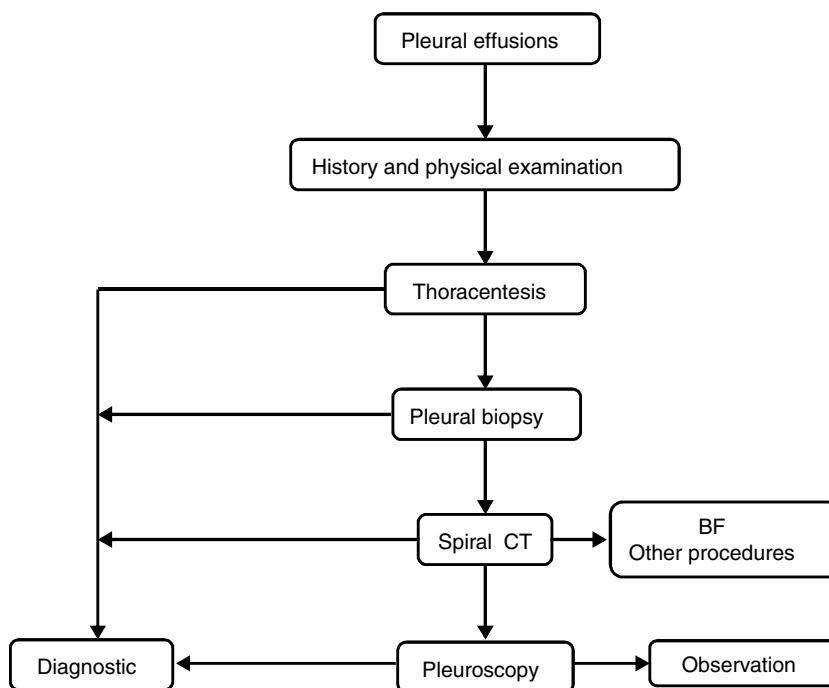 Pleural effusions
History and physical examination
Thoracentesis
Pleural biopsy
Spiral CT
BF
Other procedures
Diagnostic
Pleuroscopy
Observation